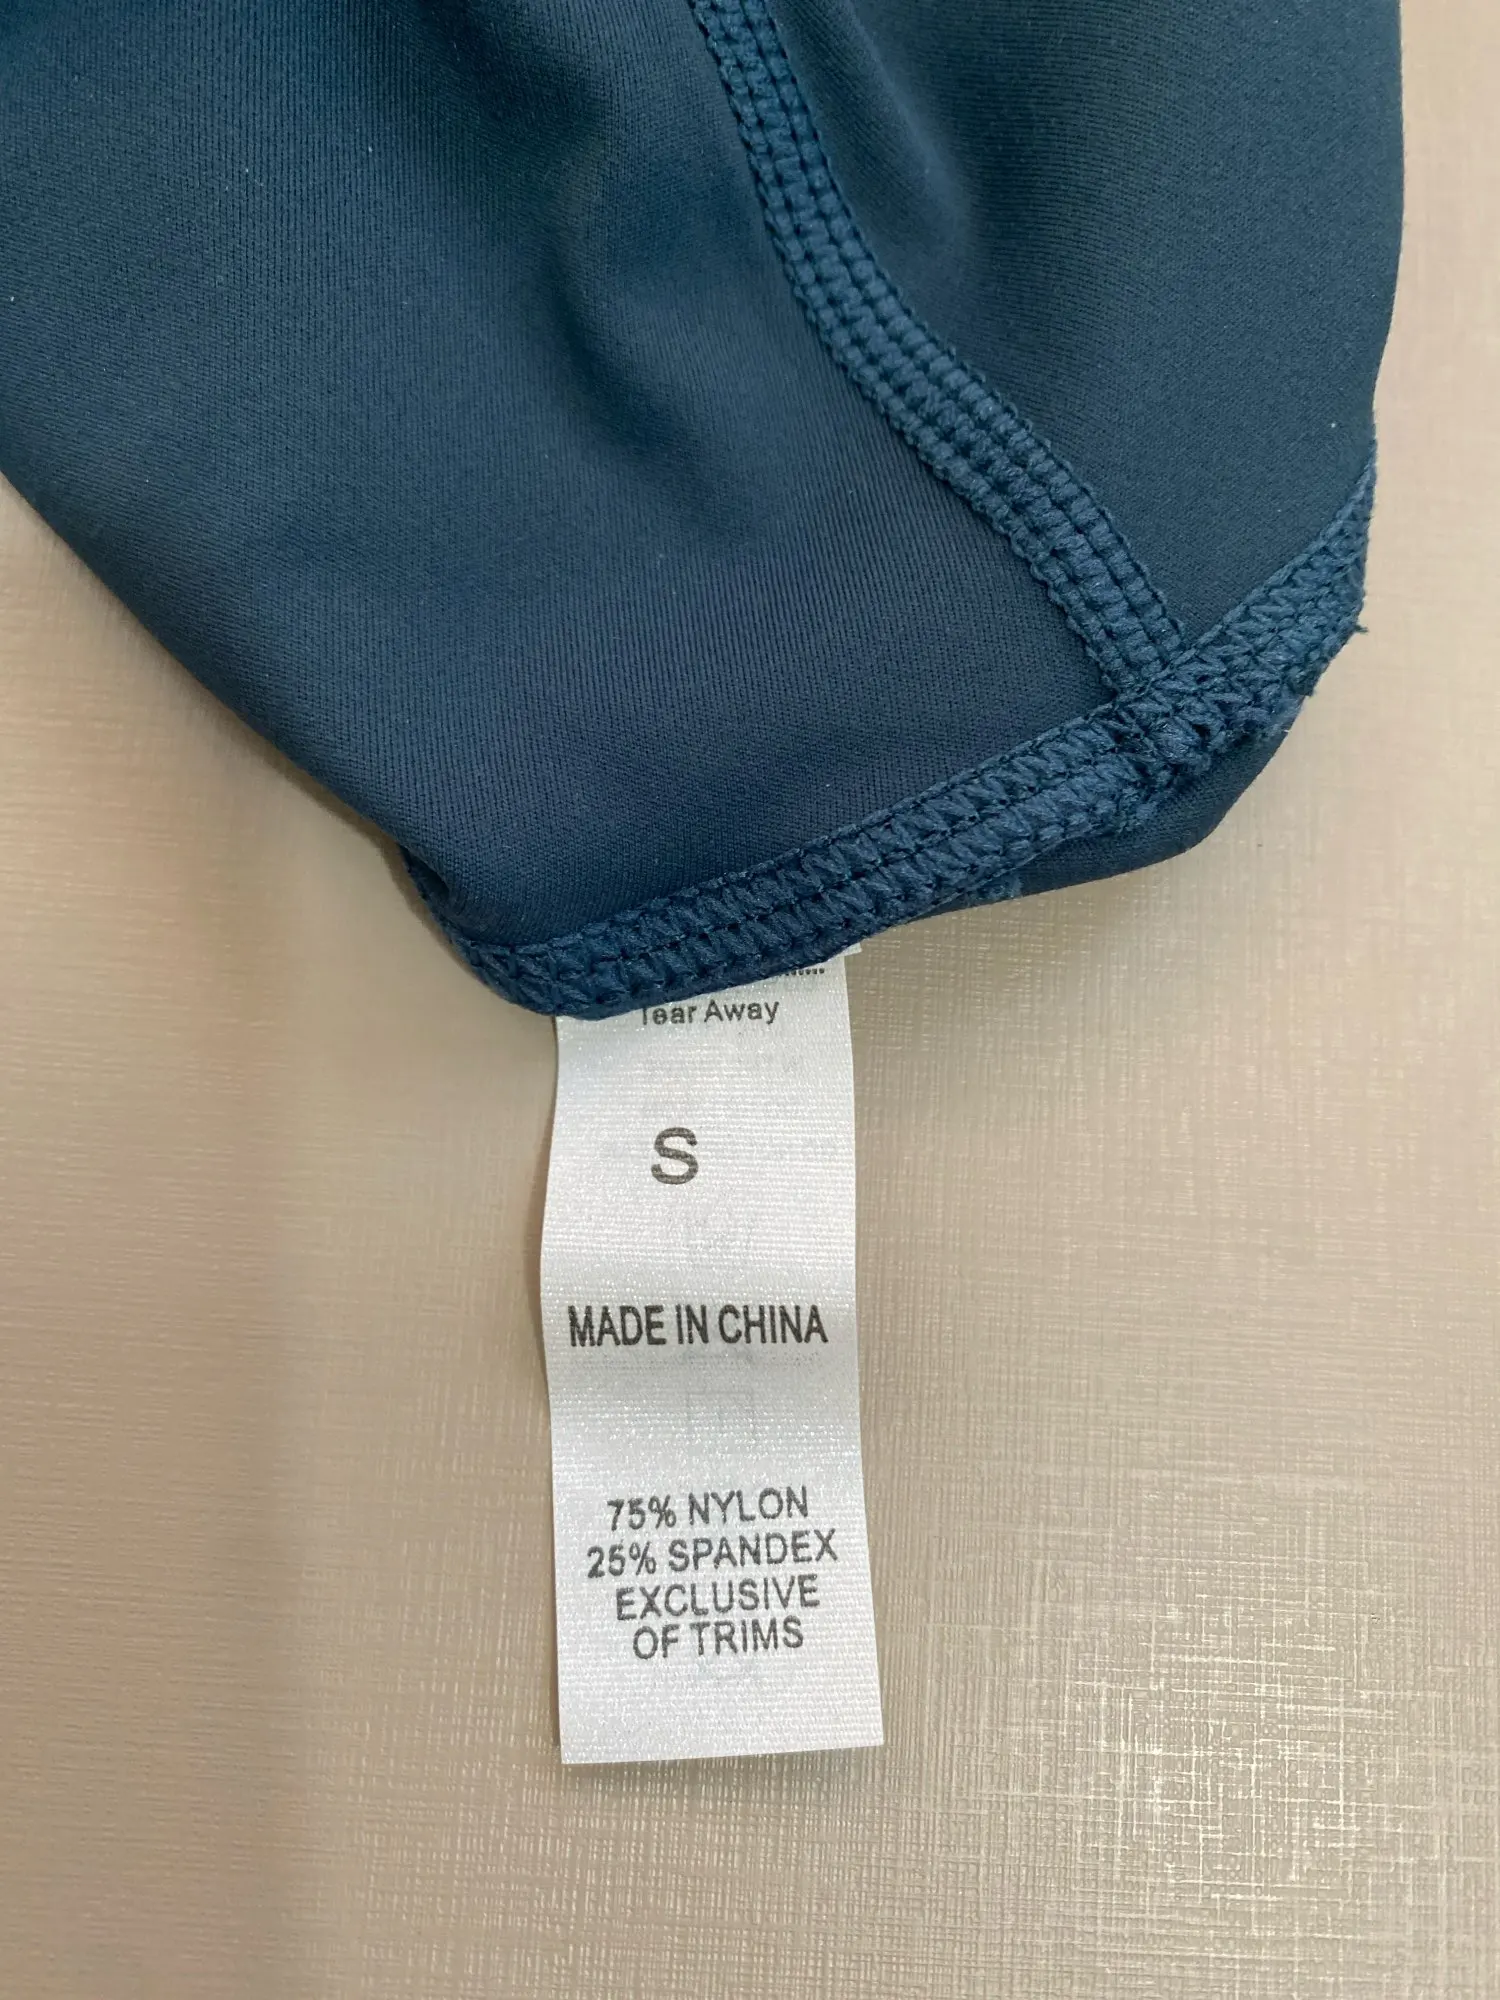 Tear Away
S
MADE IN CHINA
75% NYLON
25% SPANDEX
EXCLUSIVE
OF TRIMS